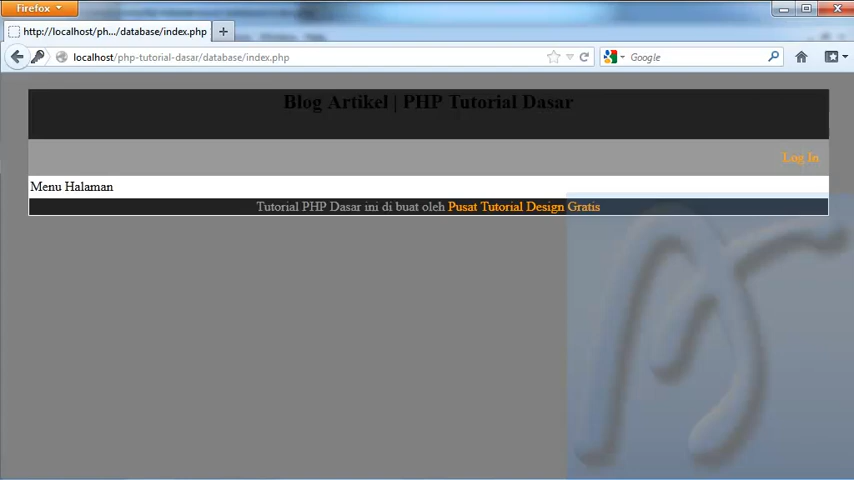 Firefox
http://localhost/ph.../database/index.php
localhost/php-tutorial-dasar/database/index.php
Google
Blog Artikel | PHP Tutorial Dasar
Log In
Menu Halaman
Tutorial PHP Dasar ini di buat oleh Pusat Tutorial Design Gratis